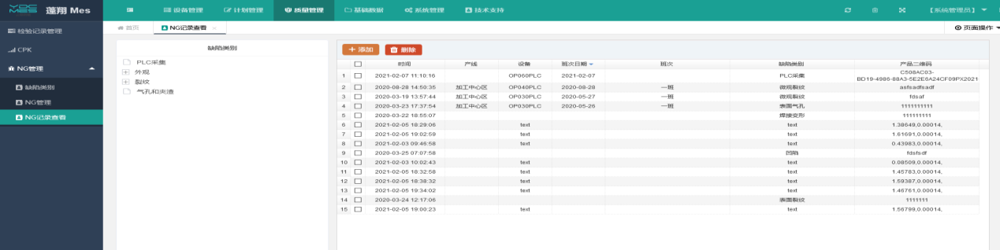 YDC MES 蓬翔 Mes
设备管理 计划管理 质量管理 基础数据 系统管理 技术支持 【系统管理员】
检验记录管理
CPK
NG管理
缺陷类别
NG管理
NG记录查看
首页 NG记录查看 × 页面操作
缺陷类别
PLC采集
外观
裂纹
气孔和夹渣
添加 删除
时间 产线 设备 班次日期 班次 缺陷类别 产品二维码
1 2021-02-07 11:10:16 OP060PLC 2021-02-07 PLC采集 C508AC03-BD19-4986-88A3-5E2E6A24CF09PX2021
2 2020-08-28 14:50:35 加工中心区 OP040PLC 2020-08-28 一班 微观裂纹 asfsadfsadf
3 2020-03-19 13:57:44 加工中心区 OP030PLC 2020-05-27 一班 微观裂纹 fdsaf
4 2020-03-23 17:37:54 加工中心区 OP030PLC 2020-05-26 一班 表面气孔 1111111111
5 2020-03-22 18:55:07 焊接变形 111111111
6 2021-02-05 18:29:06 text text 1.38649,0.00014,
7 2021-02-05 19:02:59 text text 1.61691,0.00014,
8 2021-02-03 09:46:58 text text 0.43983,0.00014,
9 2020-03-25 07:07:58 凹陷 fdsfsdf
10 2021-02-03 10:02:43 text text 0.08509,0.00014,
11 2021-02-05 18:32:58 text text 1.45783,0.00014,
12 2021-02-05 18:38:32 text text 1.59387,0.00014,
13 2021-02-05 19:34:02 text text 1.46761,0.00014,
14 2020-03-24 12:17:06 表面裂纹 1111111
15 2021-02-05 19:00:23 text text 1.56799,0.00014,